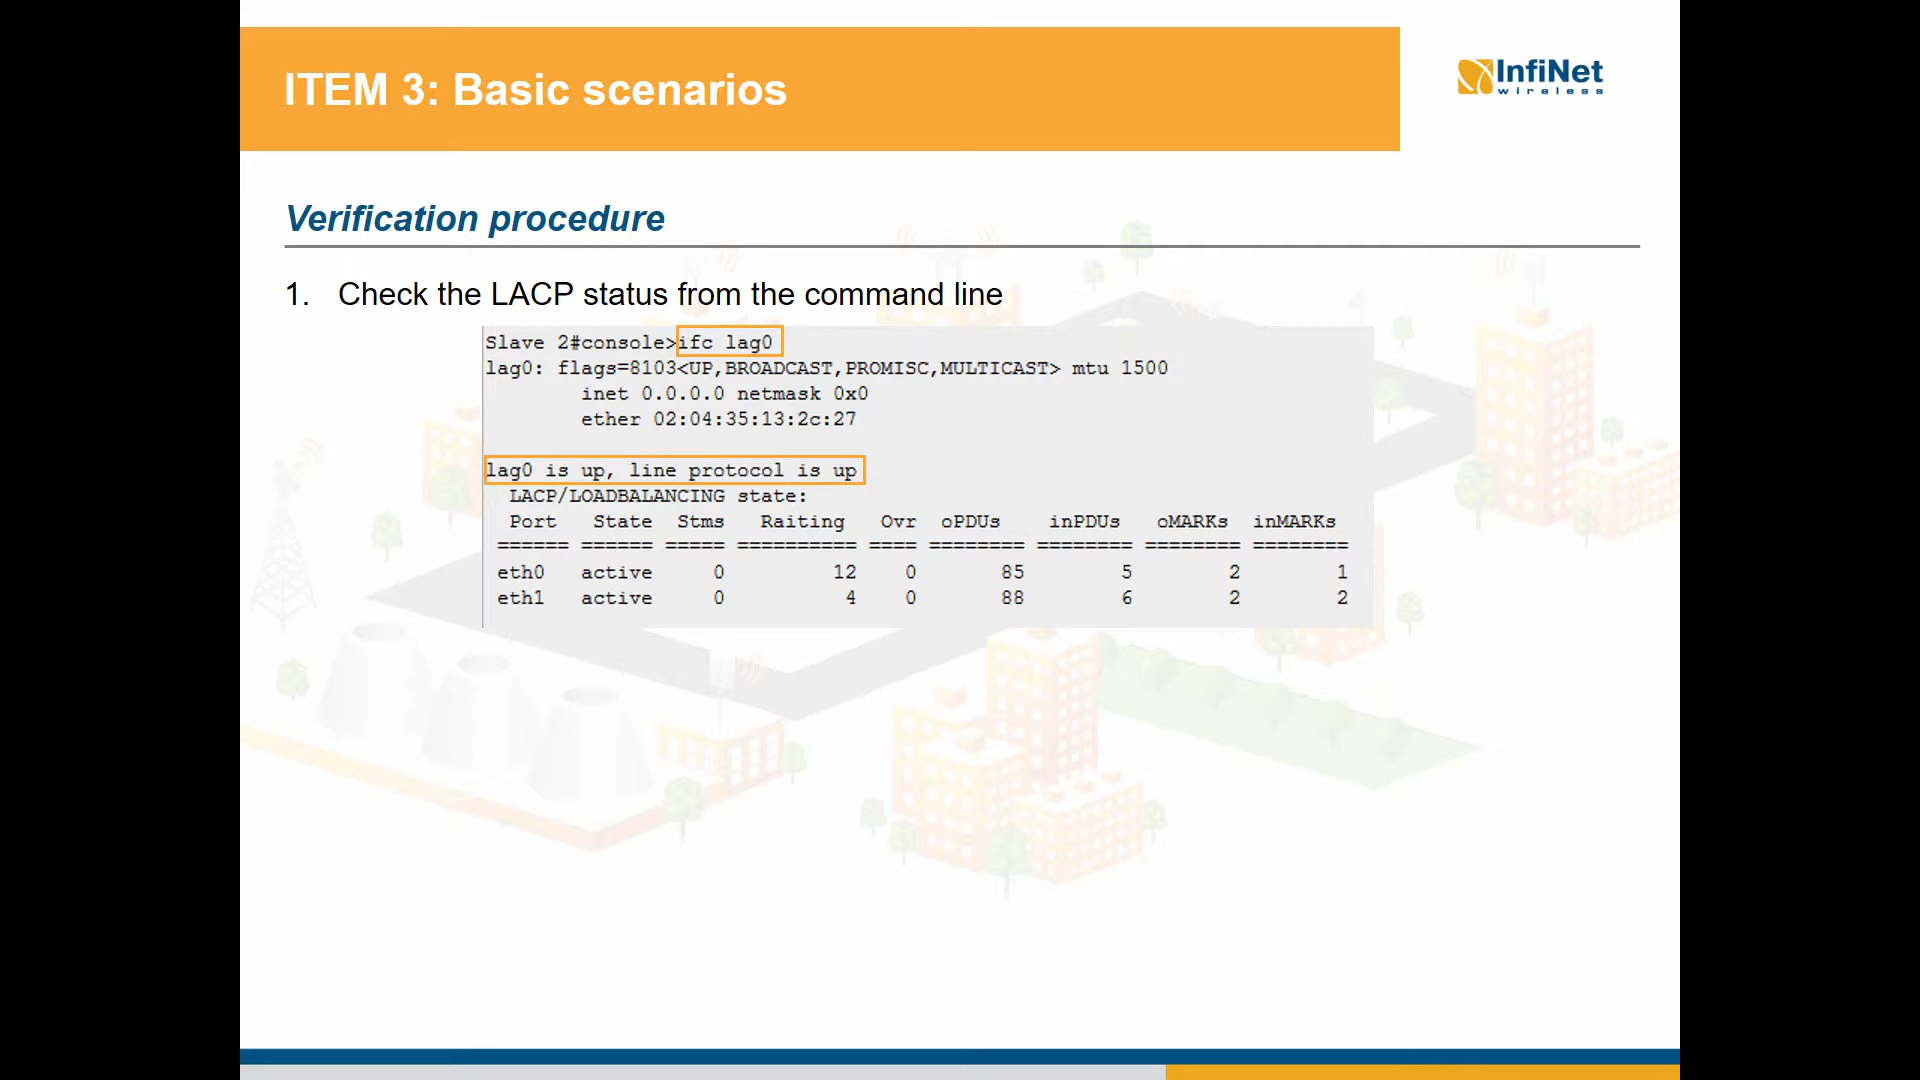 ITEM 3: Basic scenarios
InfiNet
wireless
Verification procedure
1. Check the LACP status from the command line
Slave 2#console>ifc lag0
lag0: flags=8103<UP,BROADCAST,PROMISC,MULTICAST> mtu 1500
inet 0.0.0.0 netmask 0x0
ether 02:04:35:13:2c:27
lag0 is up, line protocol is up
LACP/LOADBALANCING state:
Port State Stms Raiting Ovr oPDUs inPDUs oMARKs inMARKs
====== ====== ===== ========== ==== ======== ======== ======== ========
eth0 active 0 12 0 85 5 2 1
eth1 active 0 4 0 88 6 2 2